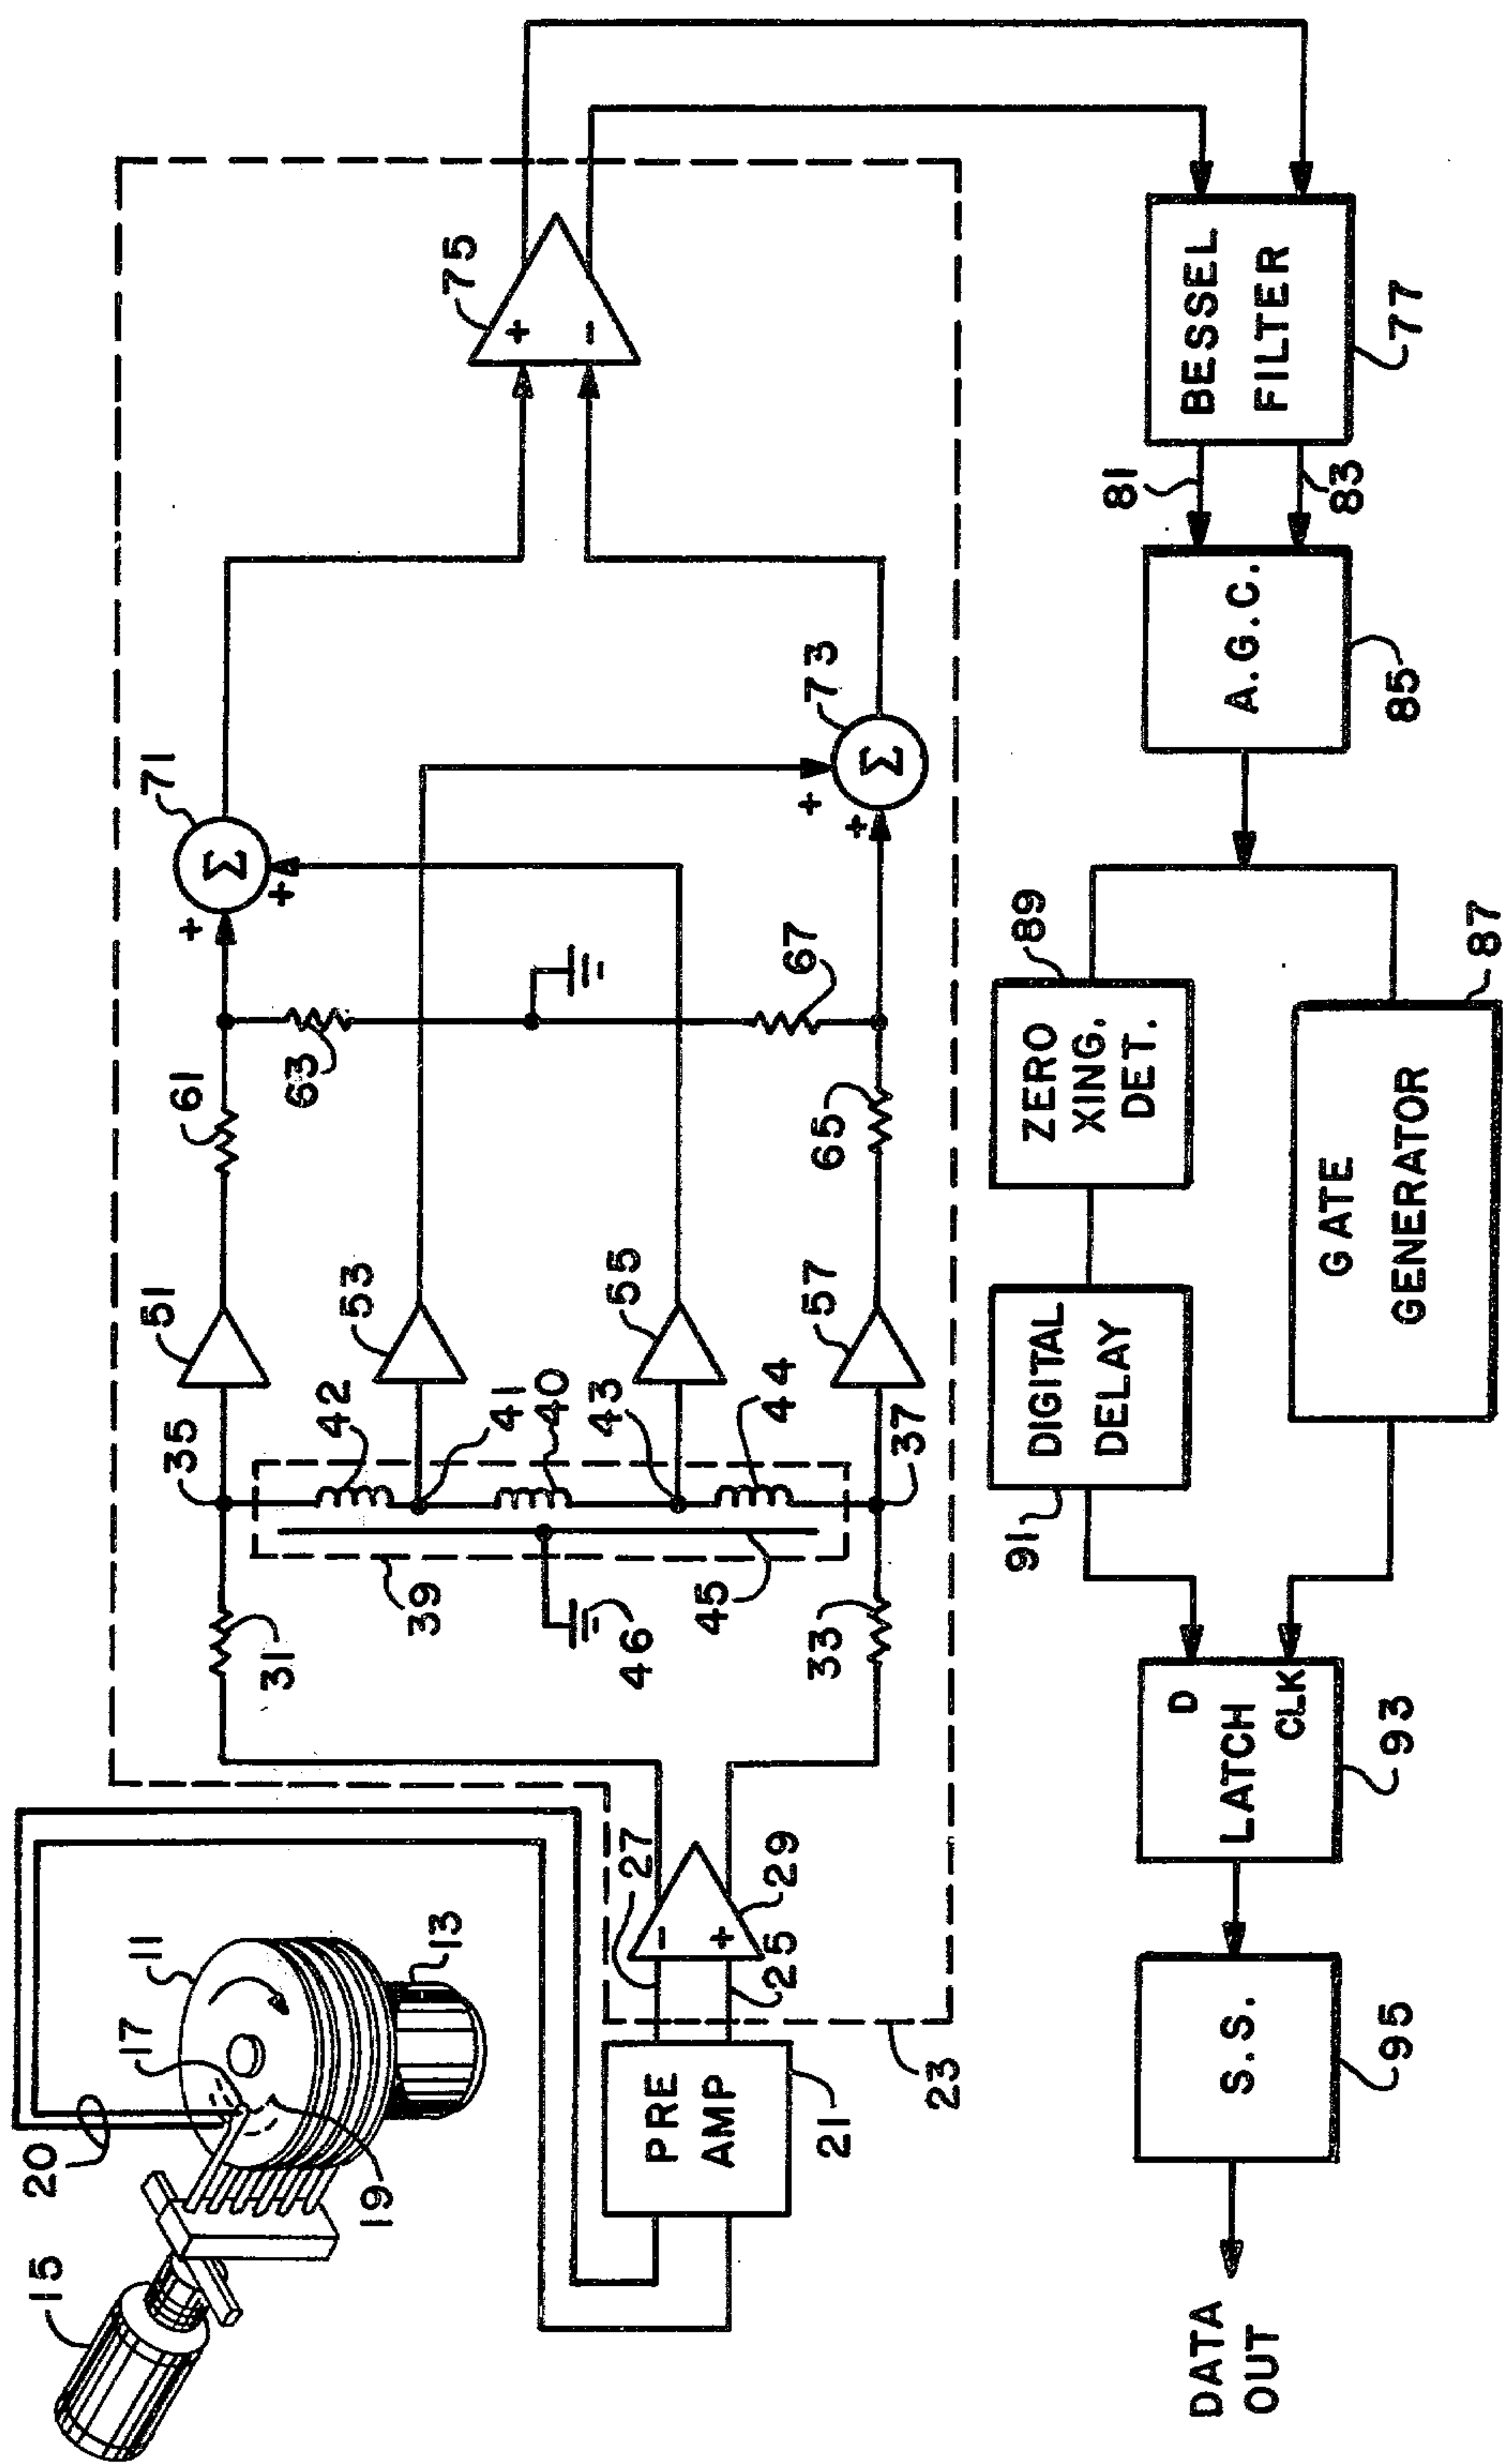 15
20
17
11
19
13
PRE
AMP
21
23
27
25
-
+
29
31
33
35
37
39
42
41
40
43
44
45
46
51
53
55
57
61
63
65
67
71
Σ
+
+
73
Σ
+
+
75
+
-
BESSEL
FILTER
77
81
83
A.G.C.
85
ZERO
XING.
DET.
89
GATE
GENERATOR
87
DIGITAL
DELAY
91
D
LATCH
CLK
93
S.S.
95
DATA
OUT